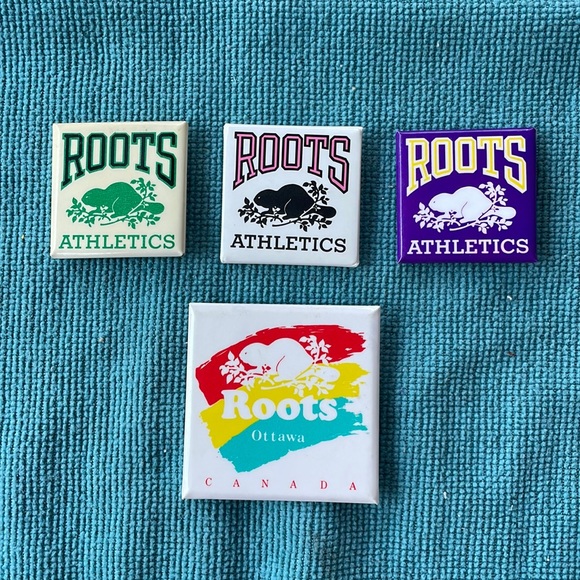 ROOTS
ATHLETICS
ROOTS
ATHLETICS
ROOTS
ATHLETICS
Roots
Ottawa
CANADA